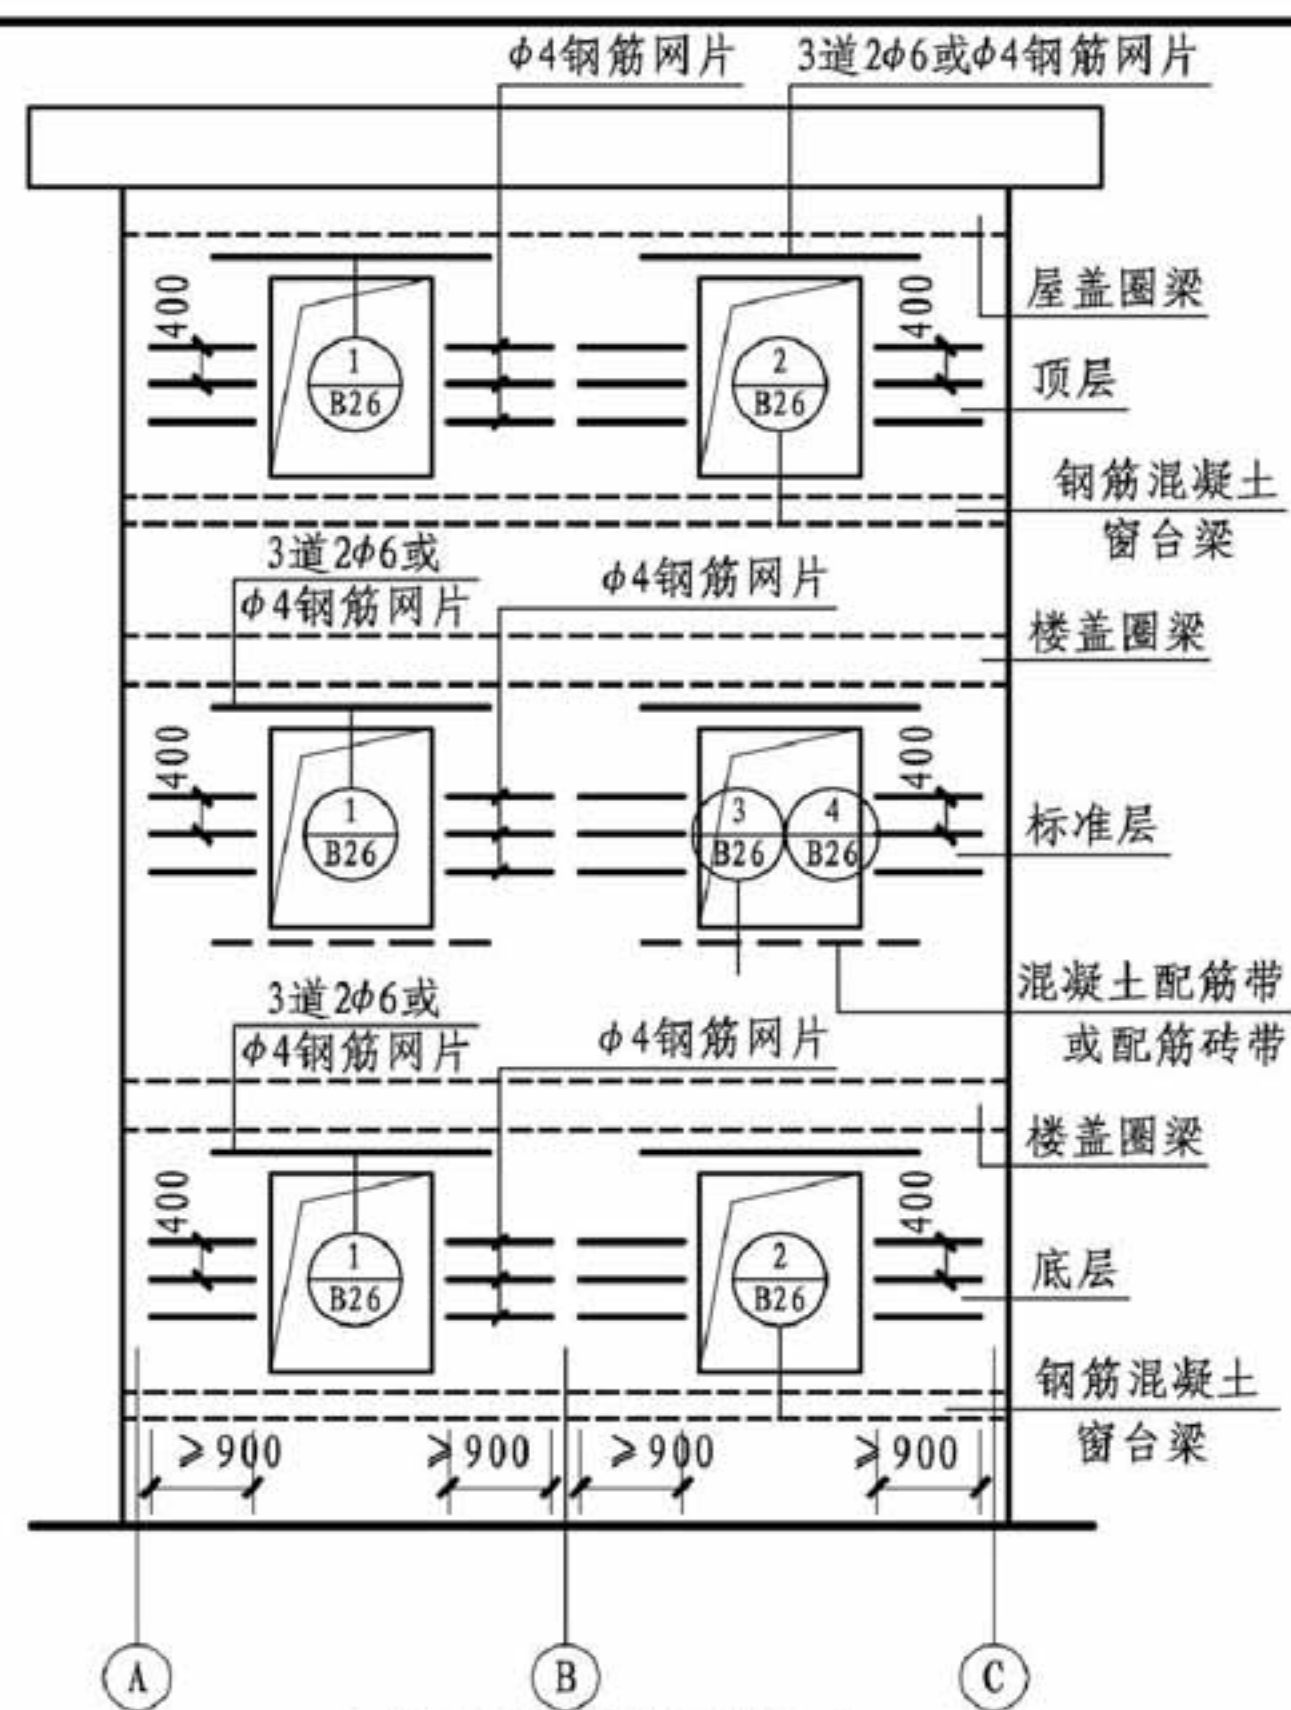 ϕ4钢筋网片
3道2ϕ6或ϕ4钢筋网片
屋盖圈梁
400
400
1
B26
2
B26
顶层
钢筋混凝土
窗台梁
3道2ϕ6或
ϕ4钢筋网片
ϕ4钢筋网片
楼盖圈梁
400
400
1
B26
3
B26
4
B26
标准层
混凝土配筋带
或配筋砖带
3道2ϕ6或
ϕ4钢筋网片
ϕ4钢筋网片
楼盖圈梁
400
400
1
B26
2
B26
底层
钢筋混凝土
窗台梁
≥900
≥900
≥900
≥900
A
B
C